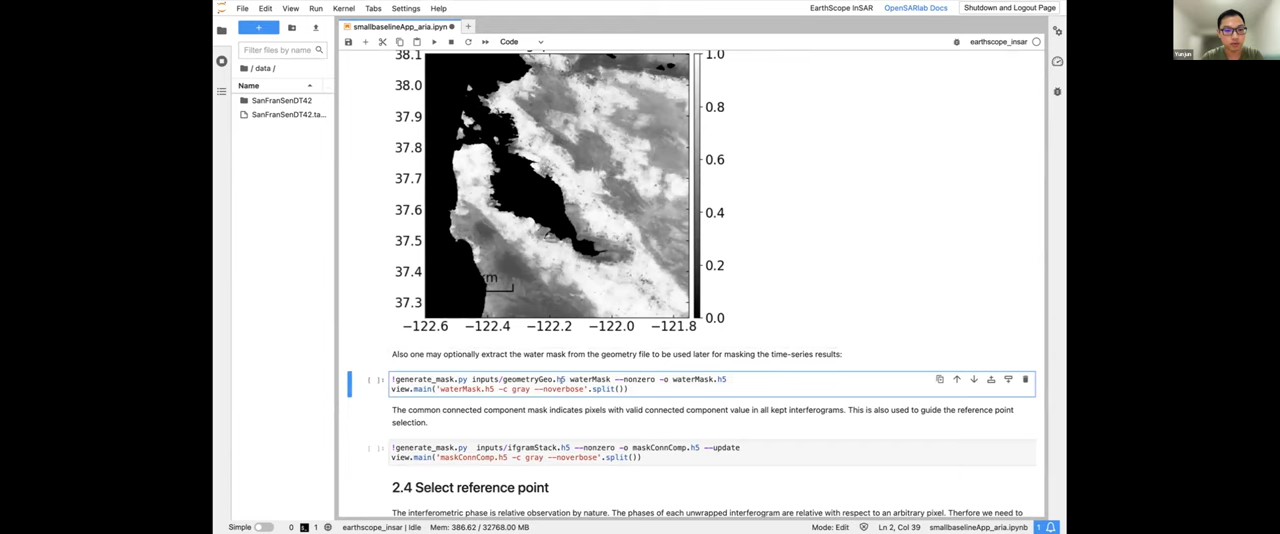 File Edit View Run Kernel Tabs Settings Help EarthScope InSAR OpenSARlab Docs Shutdown and Logout Page
smallbaselineApp_aria.ipyn
Code earthscope_insar
Filter files by name
/ data /
Name
SanFranSenDT42
SanFranSenDT42.ta...
38.1
38.0
37.9
37.8
37.7
37.6
37.5
37.4
37.3
km
-122.6 -122.4 -122.2 -122.0 -121.8
1.0
0.8
0.6
0.4
0.2
0.0
Also one may optionally extract the water mask from the geometry file to be used later for masking the time-series results:
[ ]: !generate_mask.py inputs/geometryGeo.h5 waterMask --nonzero -o waterMask.h5
view.main('waterMask.h5 -c gray --noverbose'.split())
The common connected component mask indicates pixels with valid connected component value in all kept interferograms. This is also used to guide the reference point
selection.
[ ]: !generate_mask.py inputs/ifgramStack.h5 --nonzero -o maskConnComp.h5 --update
view.main('maskConnComp.h5 -c gray --noverbose'.split())
2.4 Select reference point
The interferometric phase is relative observation by nature. The phases of each unwrapped interferogram are relative with respect to an arbitrary pixel. Therfore we need to
Simple 0 1 earthscope_insar | Idle Mem: 386.62 / 32768.00 MB Mode: Edit Ln 2, Col 39 smallbaselineApp_aria.ipynb 1
Yunjun